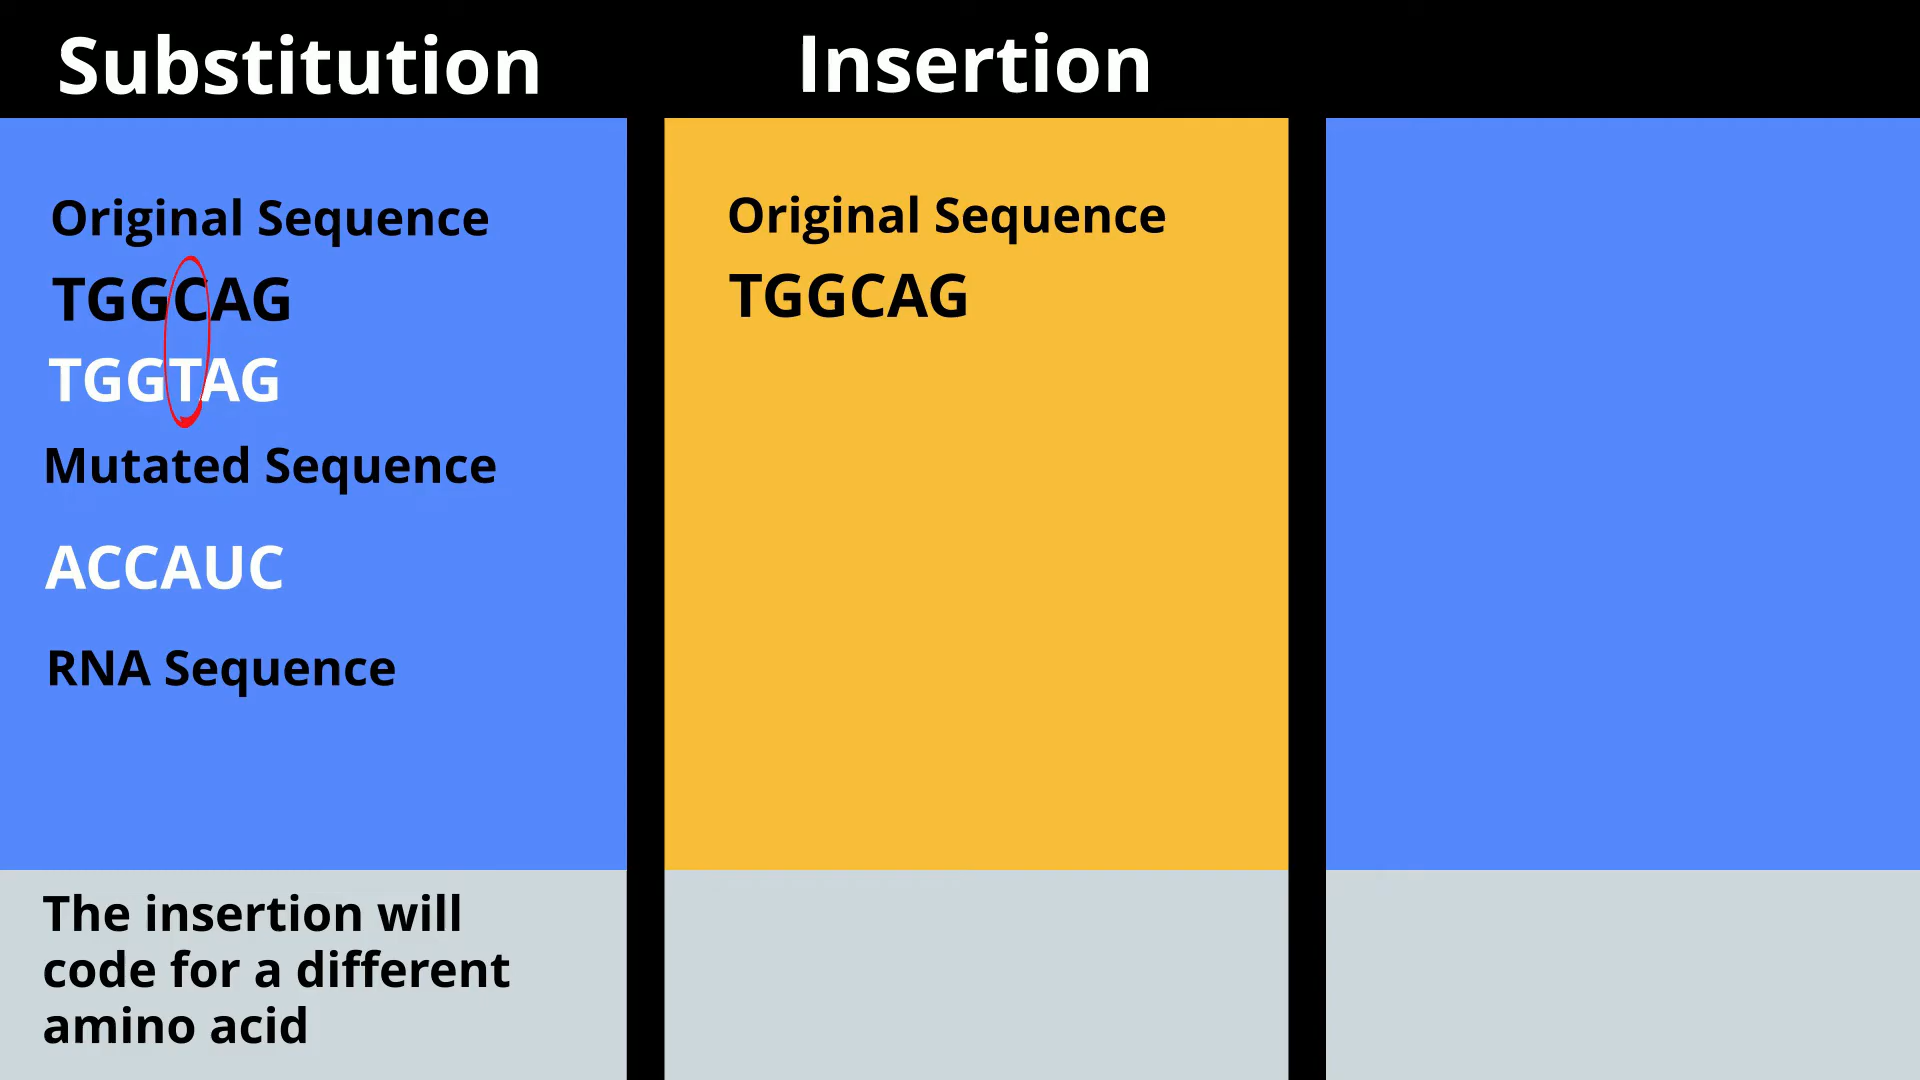 Substitution
Original Sequence
TGGCAG
TGGTAG
Mutated Sequence
ACCAUC
RNA Sequence
The insertion will
code for a different
amino acid
Insertion
Original Sequence
TGGCAG